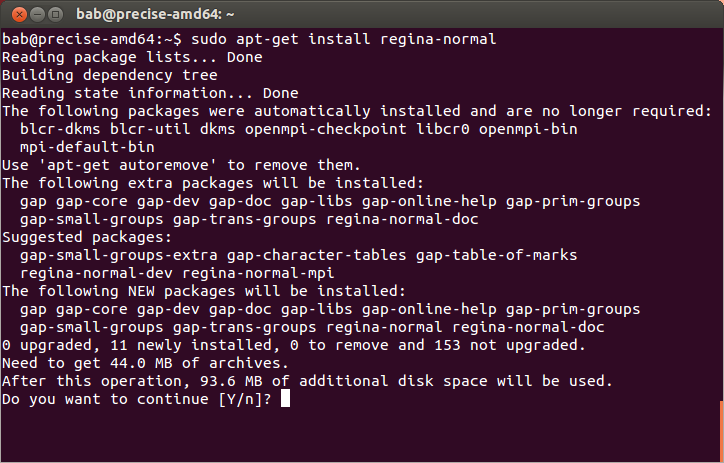 bab@precise-amd64: ~
bab@precise-amd64:~$ sudo apt-get install regina-normal
Reading package lists... Done
Building dependency tree
Reading state information... Done
The following packages were automatically installed and are no longer required:
  blcr-dkms blcr-util dkms openmpi-checkpoint libcr0 openmpi-bin
  mpi-default-bin
Use 'apt-get autoremove' to remove them.
The following extra packages will be installed:
  gap gap-core gap-dev gap-doc gap-libs gap-online-help gap-prim-groups
  gap-small-groups gap-trans-groups regina-normal-doc
Suggested packages:
  gap-small-groups-extra gap-character-tables gap-table-of-marks
  regina-normal-dev regina-normal-mpi
The following NEW packages will be installed:
  gap gap-core gap-dev gap-doc gap-libs gap-online-help gap-prim-groups
  gap-small-groups gap-trans-groups regina-normal regina-normal-doc
0 upgraded, 11 newly installed, 0 to remove and 153 not upgraded.
Need to get 44.0 MB of archives.
After this operation, 93.6 MB of additional disk space will be used.
Do you want to continue [Y/n]?